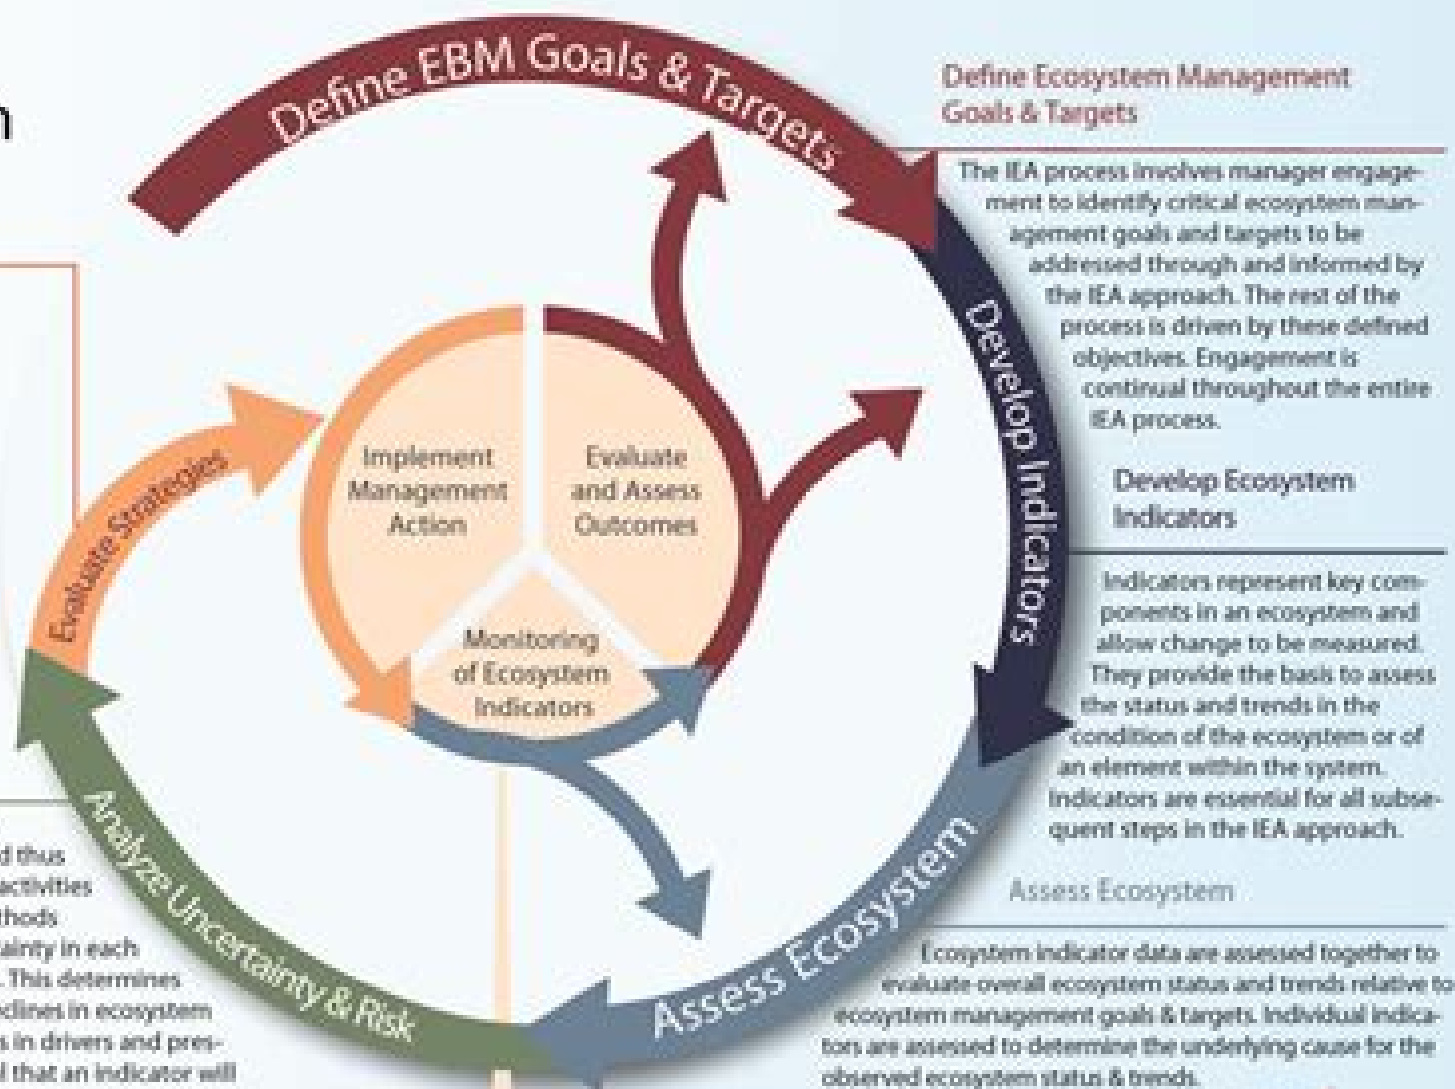 Define EBM Goals & Targets
Develop Indicators
Assess Ecosystem
Analyze Uncertainty & Risk
Evaluate Strategies
Implement
Management
Action
Evaluate
and Assess
Outcomes
Monitoring
of Ecosystem
Indicators
Define Ecosystem Management
Goals & Targets
The IEA process involves manager engage-
ment to identify critical ecosystem man-
agement goals and targets to be
addressed through and informed by
the IEA approach. The rest of the
process is driven by these defined
objectives. Engagement is
continual throughout the entire
IEA process.
Develop Ecosystem
Indicators
Indicators represent key com-
ponents in an ecosystem and
allow change to be measured.
They provide the basis to assess
the status and trends in the
condition of the ecosystem or of
an element within the system.
Indicators are essential for all subse-
quent steps in the IEA approach.
Assess Ecosystem
Ecosystem indicator data are assessed together to
evaluate overall ecosystem status and trends relative to
ecosystem management goals & targets. Individual indica-
tors are assessed to determine the underlying cause for the
observed ecosystem status & trends.
thus
activities
thods
ainty in each
. This determines
clines in ecosystem
s in drivers and pres-
that an indicator will